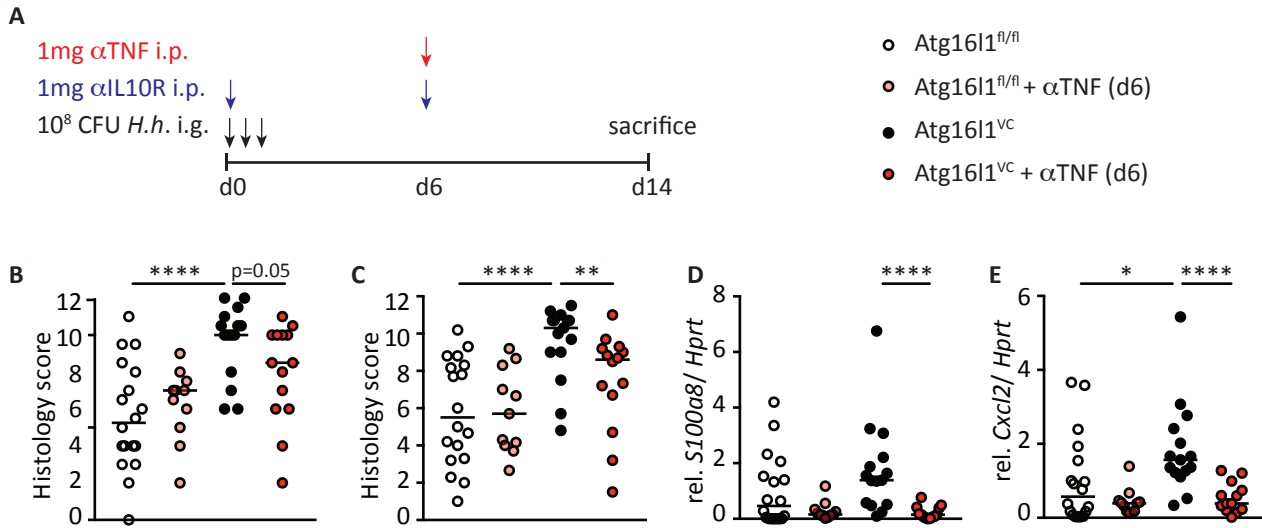 A
1mg αTNF i.p.
1mg αIL10R i.p.
10⁸ CFU H.h. i.g.
sacrifice
d0 d6 d14
Atg16l1ᶠˡ/ᶠˡ
Atg16l1ᶠˡ/ᶠˡ + αTNF (d6)
Atg16l1ⱽᶜ
Atg16l1ⱽᶜ + αTNF (d6)
B
**** p=0.05
Histology score
12
10
8
6
4
2
0
C
**** **
Histology score
12
10
8
6
4
2
0
D
****
rel. S100a8/ Hprt
8
6
4
2
0
E
* ****
rel. Cxcl2/ Hprt
6
4
2
0